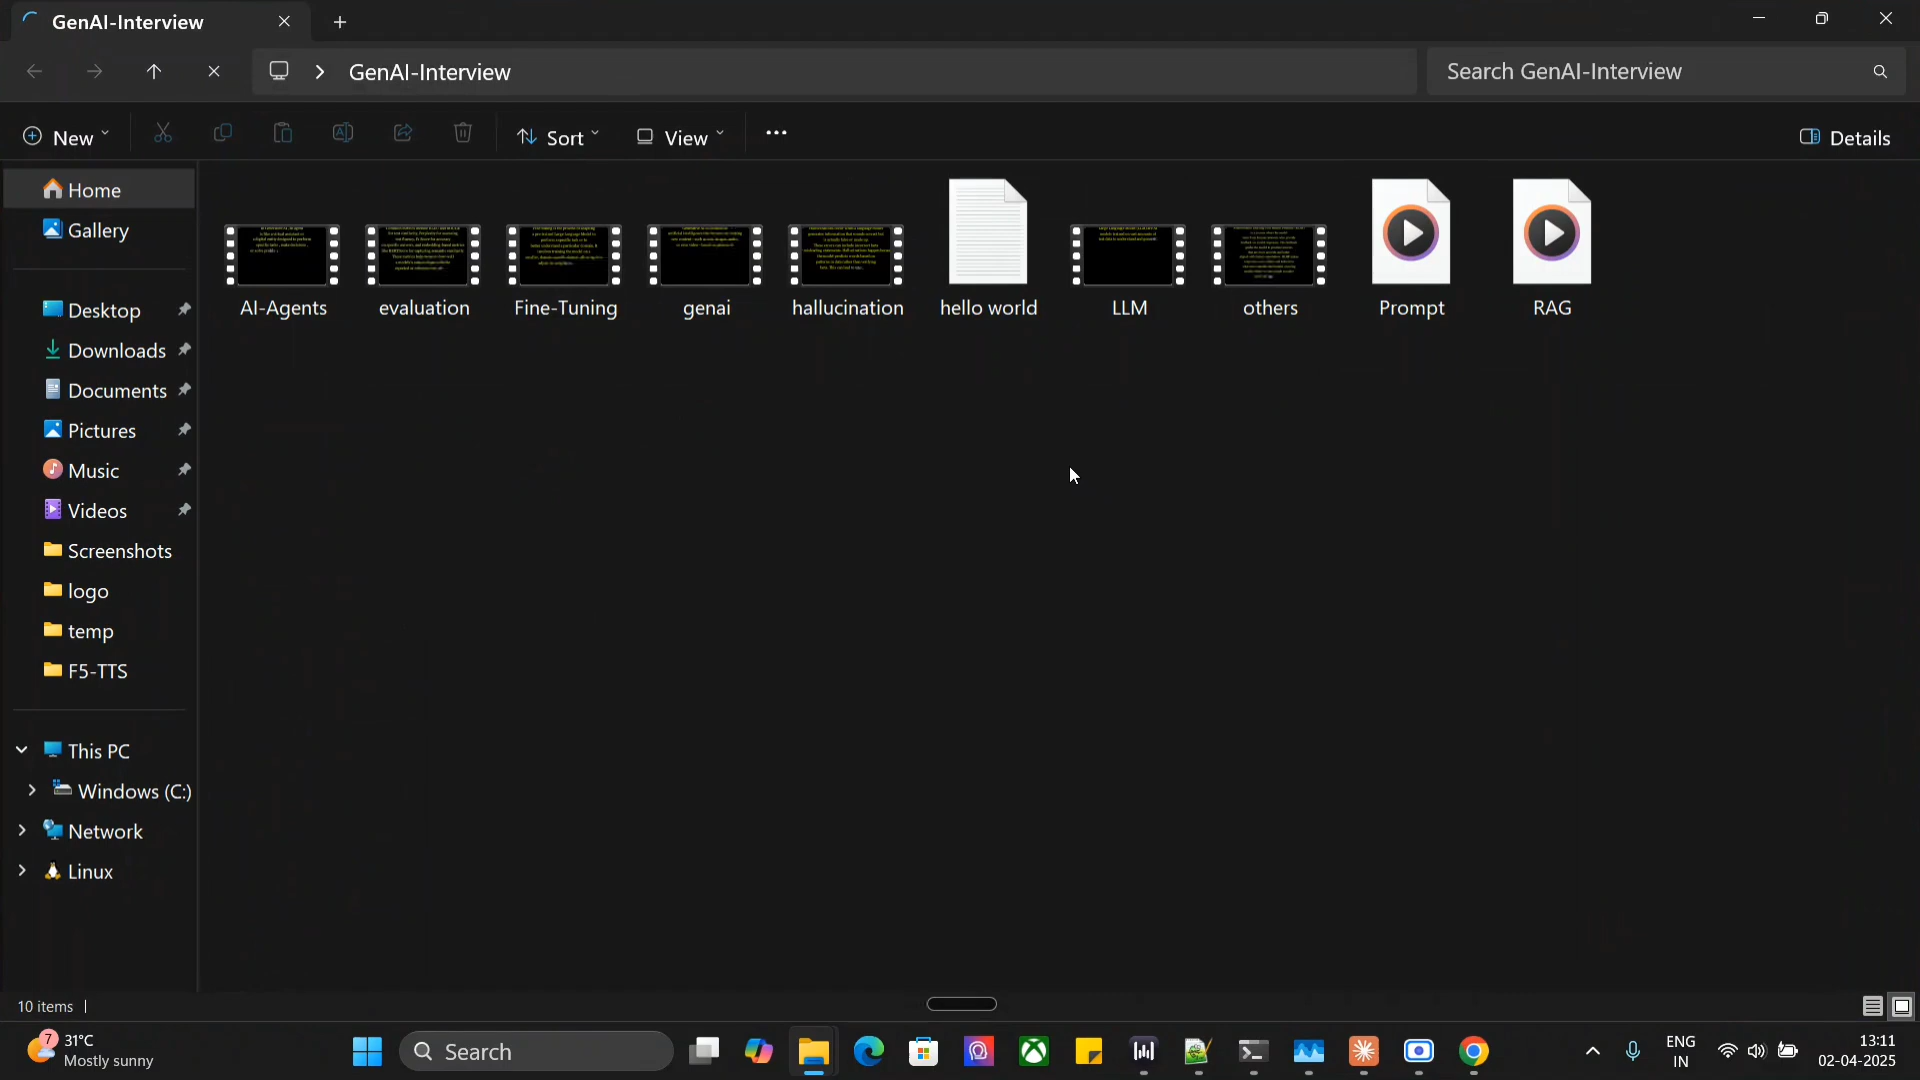 GenAI-Interview
GenAI-Interview
Search GenAI-Interview
New
Sort
View
Details
Home
Gallery
Desktop
Downloads
Documents
Pictures
Music
Videos
Screenshots
logo
temp
F5-TTS
This PC
Windows (C:)
Network
Linux
AI-Agents
evaluation
Fine-Tuning
genai
hallucination
hello world
LLM
others
Prompt
RAG
10 items
7
31°C
Mostly sunny
Search
ENG
IN
13:11
02-04-2025